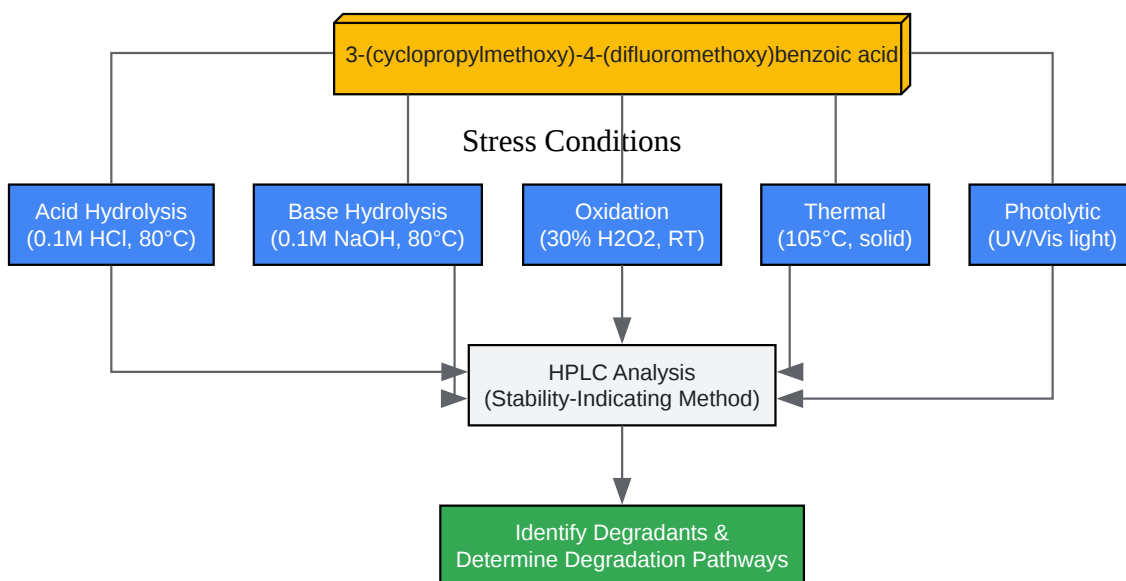 3-(cyclopropylmethoxy)-4-(difluoromethoxy)benzoic acid
Stress Conditions
Acid Hydrolysis
(0.1M HCl, 80°C)
Base Hydrolysis
(0.1M NaOH, 80°C)
Oxidation
(30% H2O2, RT)
Thermal
(105°C, solid)
Photolytic
(UV/Vis light)
HPLC Analysis
(Stability-Indicating Method)
Identify Degradants &
Determine Degradation Pathways